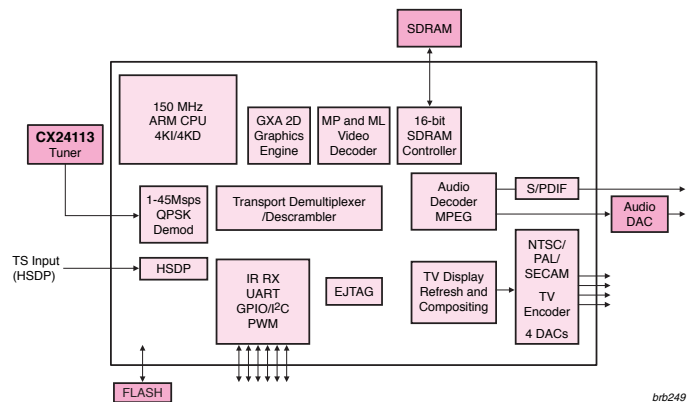 SDRAM
150 MHz
ARM CPU
4KI/4KD
GXA 2D
Graphics
Engine
MP and ML
Video
Decoder
16-bit
SDRAM
Controller
CX24113
Tuner
1-45Msps
QPSK
Demod
Transport Demultiplexer
/Descrambler
Audio
Decoder
MPEG
S/PDIF
Audio
DAC
TS Input
(HSDP)
HSDP
IR RX
UART
GPIO/I²C
PWM
EJTAG
TV Display
Refresh and
Compositing
NTSC/
PAL/
SECAM
TV
Encoder
4 DACs
FLASH
brb249